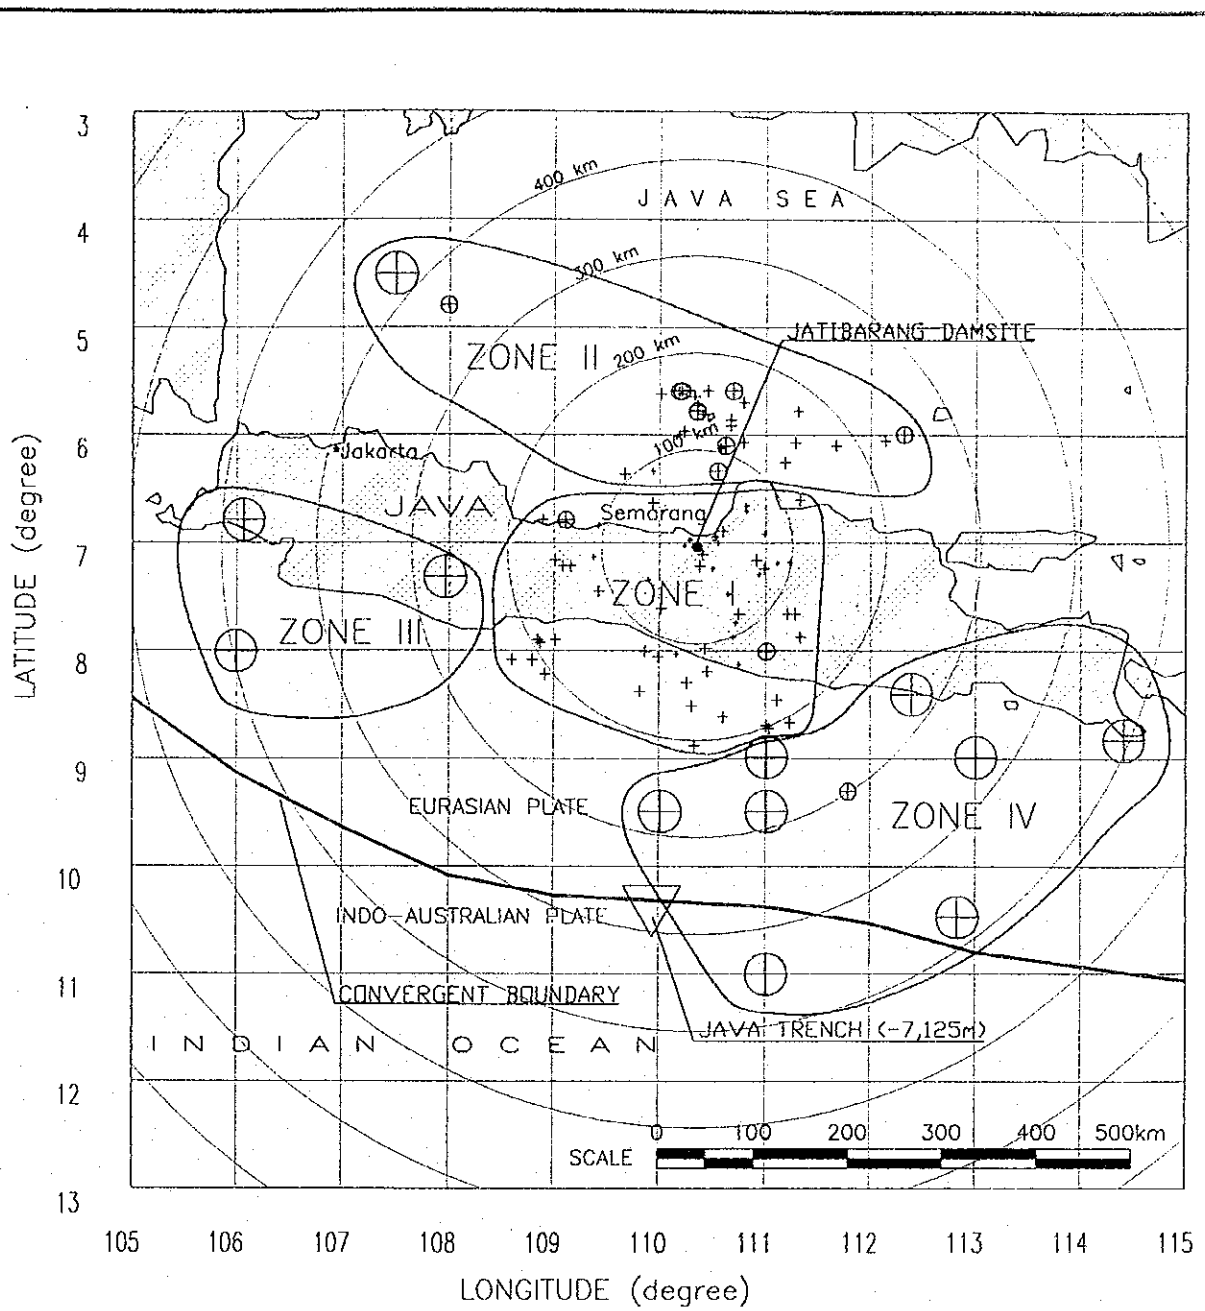 3
400 km
JAVA SEA
4
300 km
JATIBARANG DAMSITE
5
200 km
ZONE II
100 km
6
Jakarta
JAVA
Semarang
7
ZONE I
ZONE III
8
9
EURASIAN PLATE
ZONE IV
10
INDO-AUSTRALIAN PLATE
11
CONVERGENT BOUNDARY
JAVA TRENCH (-7,125m)
INDIAN OCEAN
12
0 100 200 300 400 500km
SCALE
13
105 106 107 108 109 110 111 112 113 114 115
LATITUDE (degree)
LONGITUDE (degree)